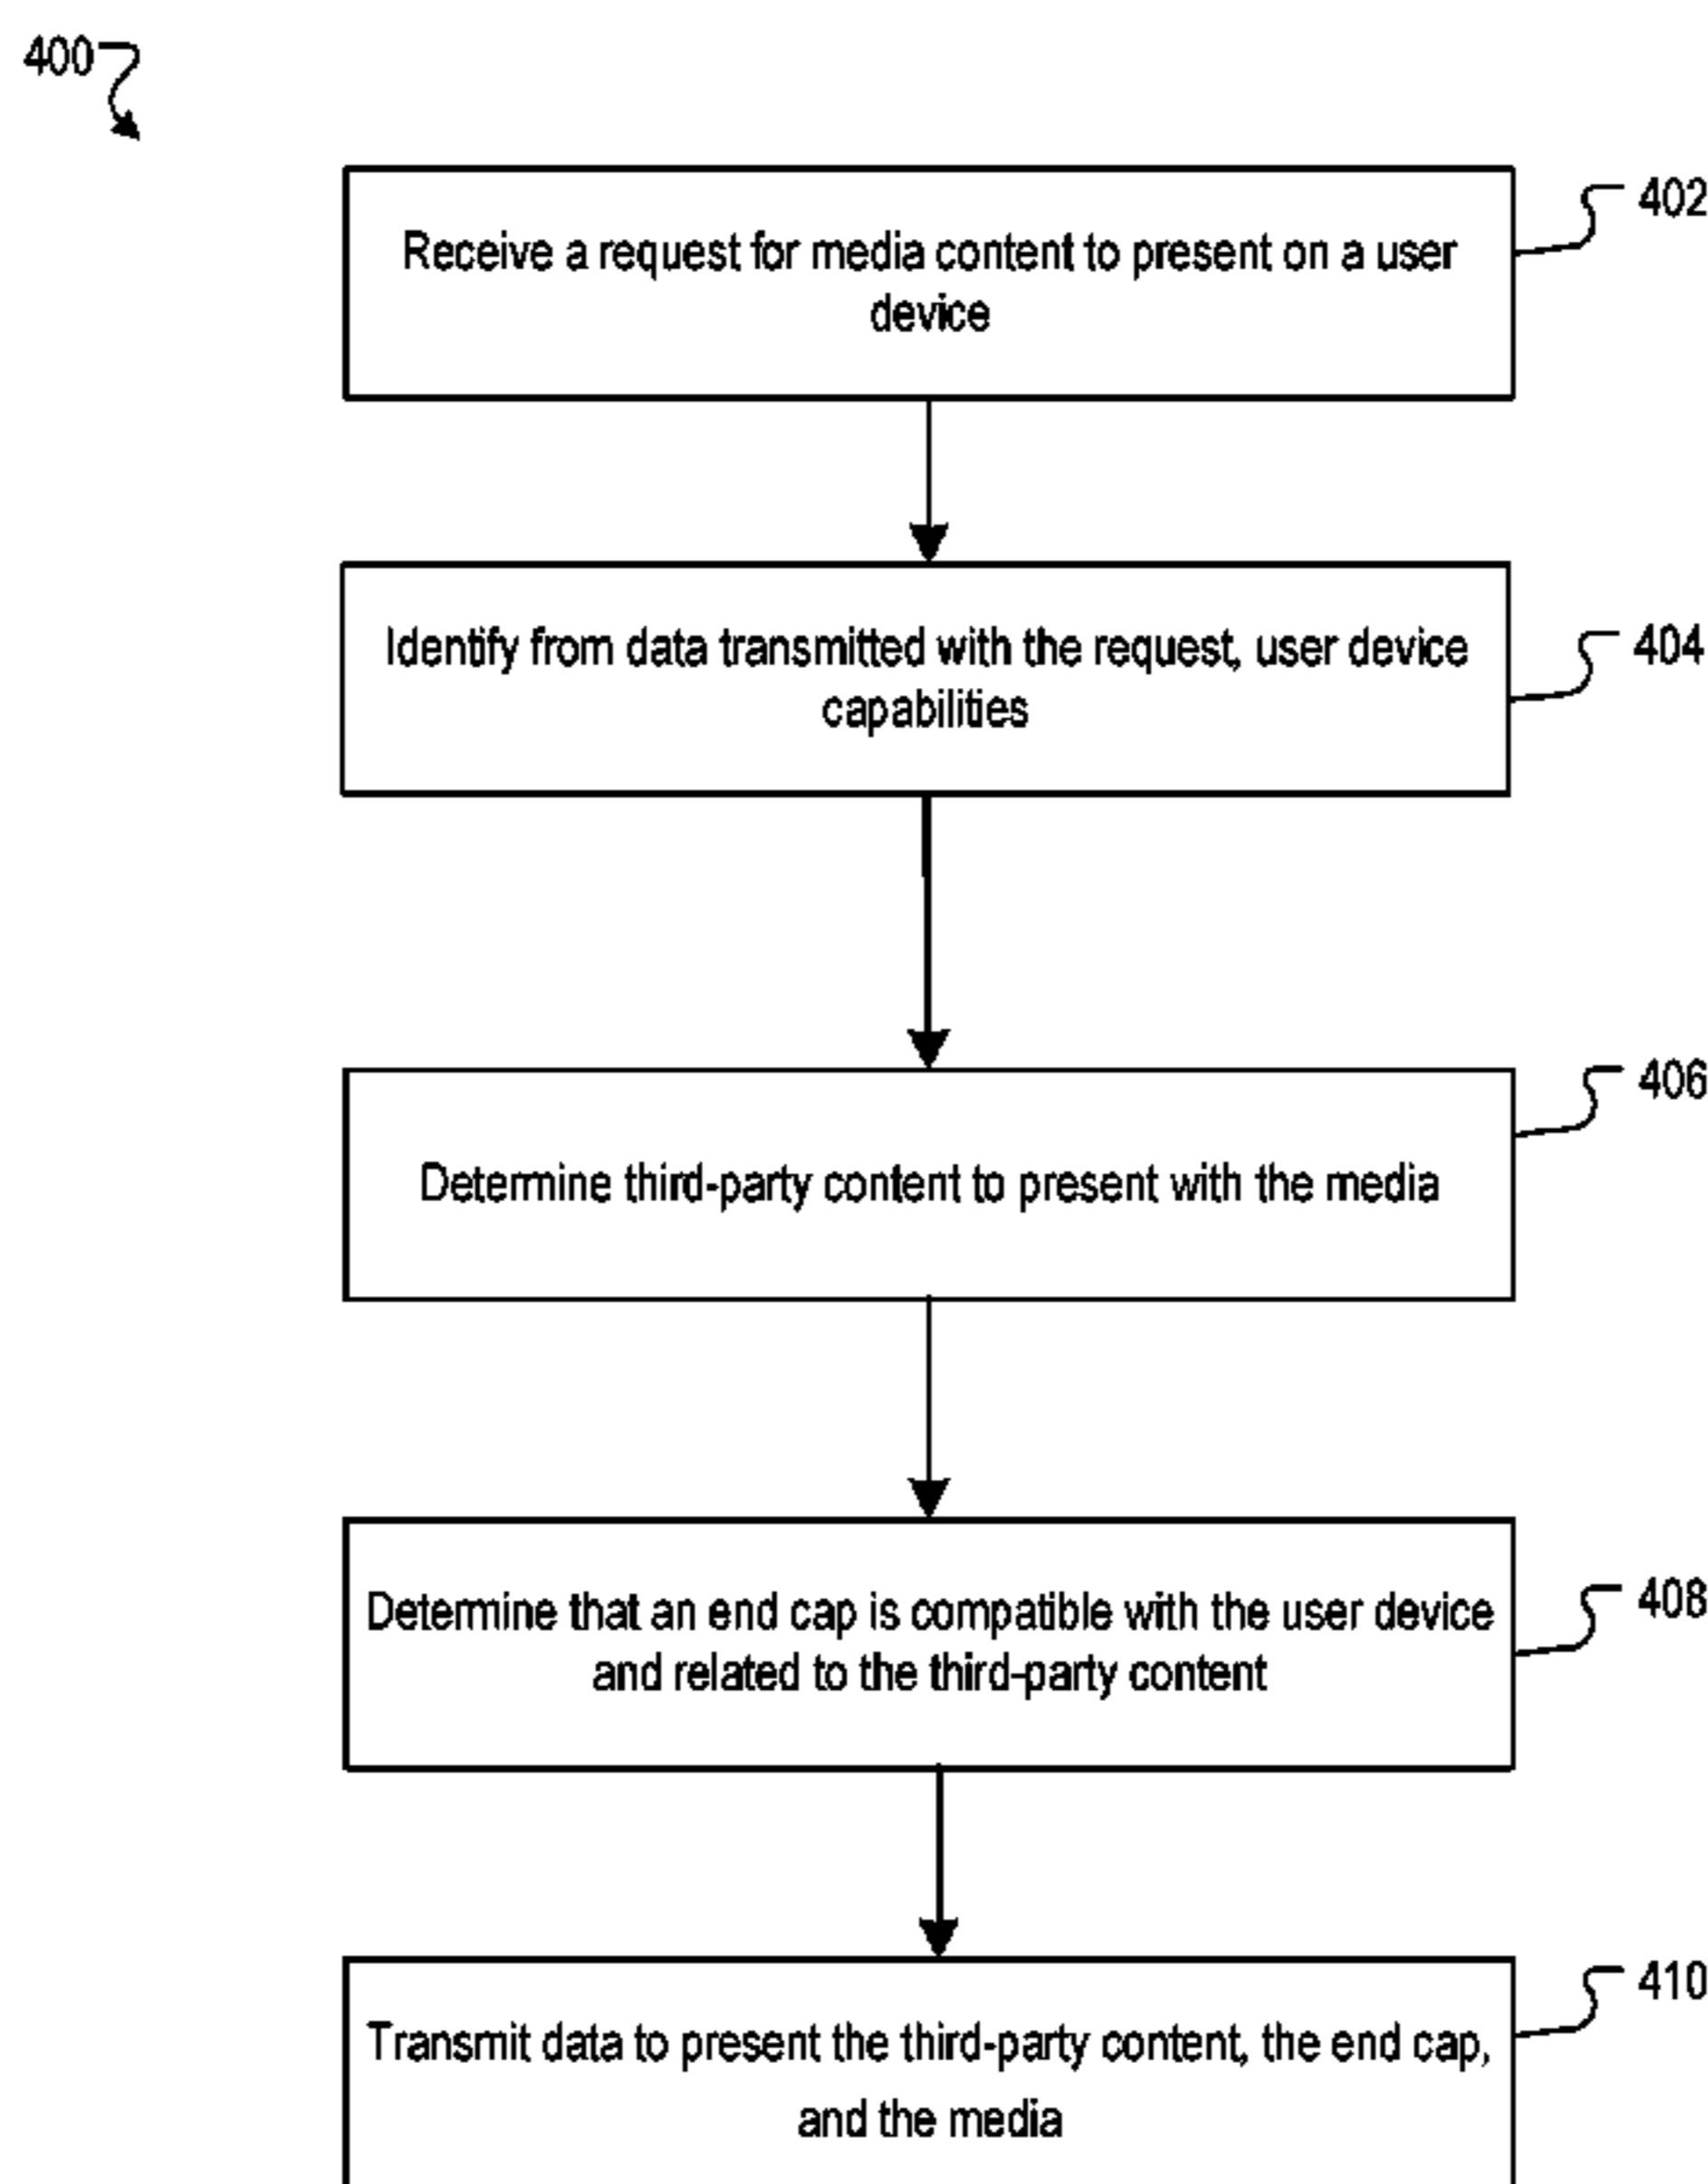 400
Receive a request for media content to present on a user
device
402
Identify from data transmitted with the request, user device
capabilities
404
Determine third-party content to present with the media
406
Determine that an end cap is compatible with the user device
and related to the third-party content
408
Transmit data to present the third-party content, the end cap,
and the media
410